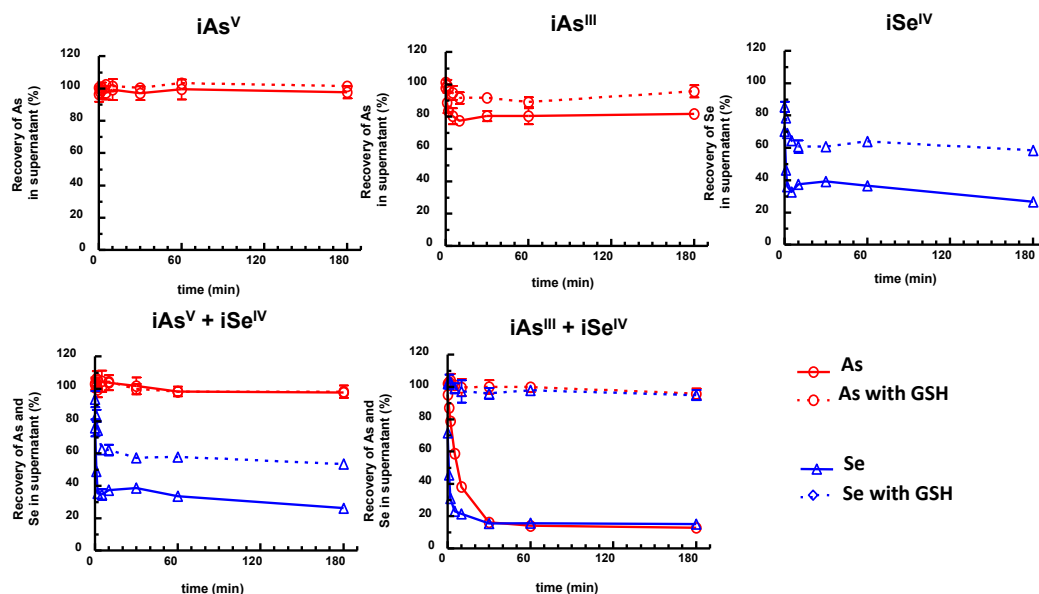 iAsⱽ
Recovery of As
in supernatant (%)
120
100
80
60
40
20
0
0 60 120 180
time (min)
iAsᴵᴵᴵ
Recovery of As
in supernatant (%)
120
100
80
60
40
20
0
0 60 120 180
time (min)
iSeᴵⱽ
Recovery of Se
in supernatant (%)
120
100
80
60
40
20
0
0 60 120 180
time (min)
iAsⱽ + iSeᴵⱽ
Recovery of As and
Se in supernatant (%)
120
100
80
60
40
20
0
0 60 120 180
time (min)
iAsᴵᴵᴵ + iSeᴵⱽ
Recovery of As and
Se in supernatant (%)
120
100
80
60
40
20
0
0 60 120 180
time (min)
As
As with GSH
Se
Se with GSH